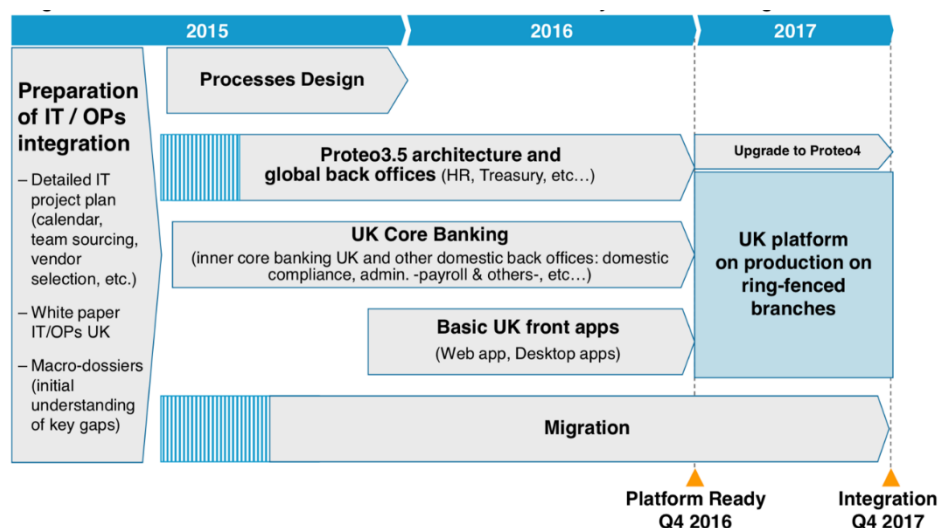 2015
2016
2017
Preparation
of IT / OPs
integration
– Detailed IT
project plan
(calendar,
team sourcing,
vendor
selection, etc.)
– White paper
IT/OPs UK
– Macro-dossiers
(initial
understanding
of key gaps)
Processes Design
Proteo3.5 architecture and
global back offices (HR, Treasury, etc…)
Upgrade to Proteo4
UK Core Banking
(inner core banking UK and other domestic back offices: domestic
compliance, admin. -payroll & others-, etc…)
UK platform
on production on
ring-fenced
branches
Basic UK front apps
(Web app, Desktop apps)
Migration
Platform Ready
Q4 2016
Integration
Q4 2017